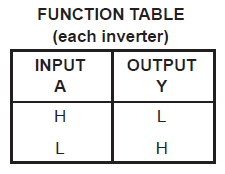 FUNCTION TABLE
(each inverter)
INPUT OUTPUT
A Y
H L
L H